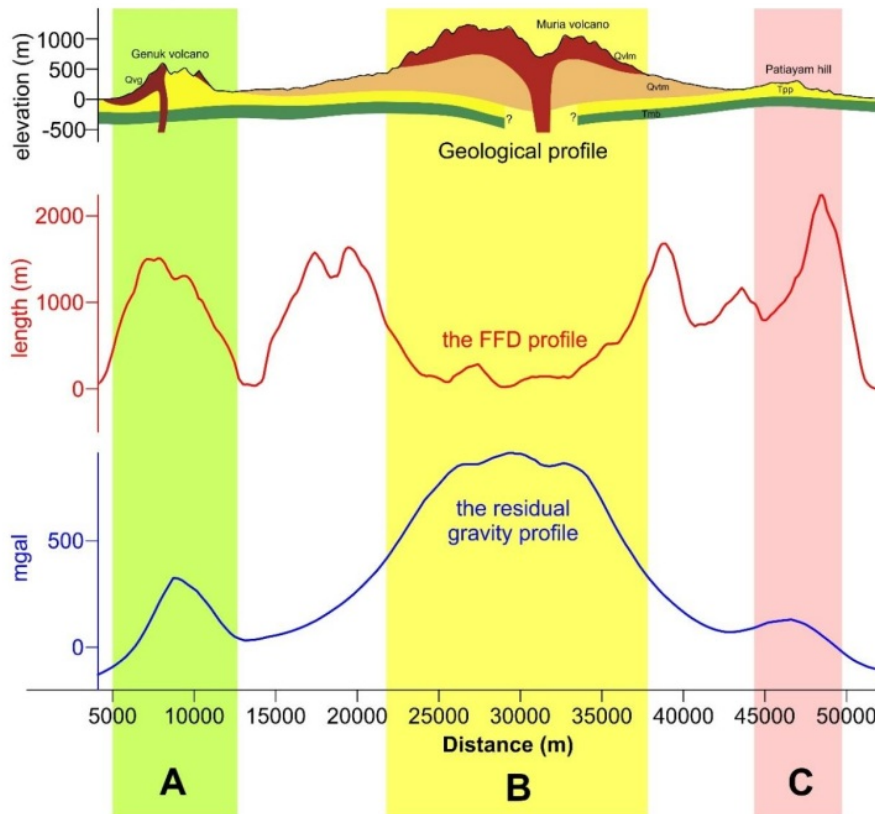 elevation (m)
1000
500
0
-500
Genuk volcano
Qvg
Muria volcano
Qvlm
Qvtm
Patiayam hill
Tpp
Tmb
?
?
Geological profile
length (m)
2000
1000
0
the FFD profile
mgal
500
0
the residual
gravity profile
5000
10000
15000
20000
25000
30000
35000
40000
45000
50000
Distance (m)
A
B
C